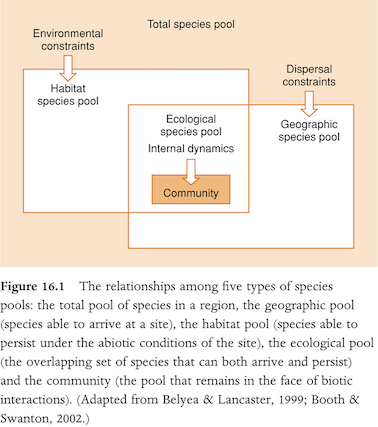 Total species pool
Environmental
constraints
Dispersal
constraints
Habitat
species pool
Ecological
species pool
Geographic
species pool
Internal dynamics
Community
Figure 16.1 The relationships among five types of species
pools: the total pool of species in a region, the geographic pool
(species able to arrive at a site), the habitat pool (species able to
persist under the abiotic conditions of the site), the ecological pool
(the overlapping set of species that can both arrive and persist)
and the community (the pool that remains in the face of biotic
interactions). (Adapted from Belyea & Lancaster, 1999; Booth &
Swanton, 2002.)